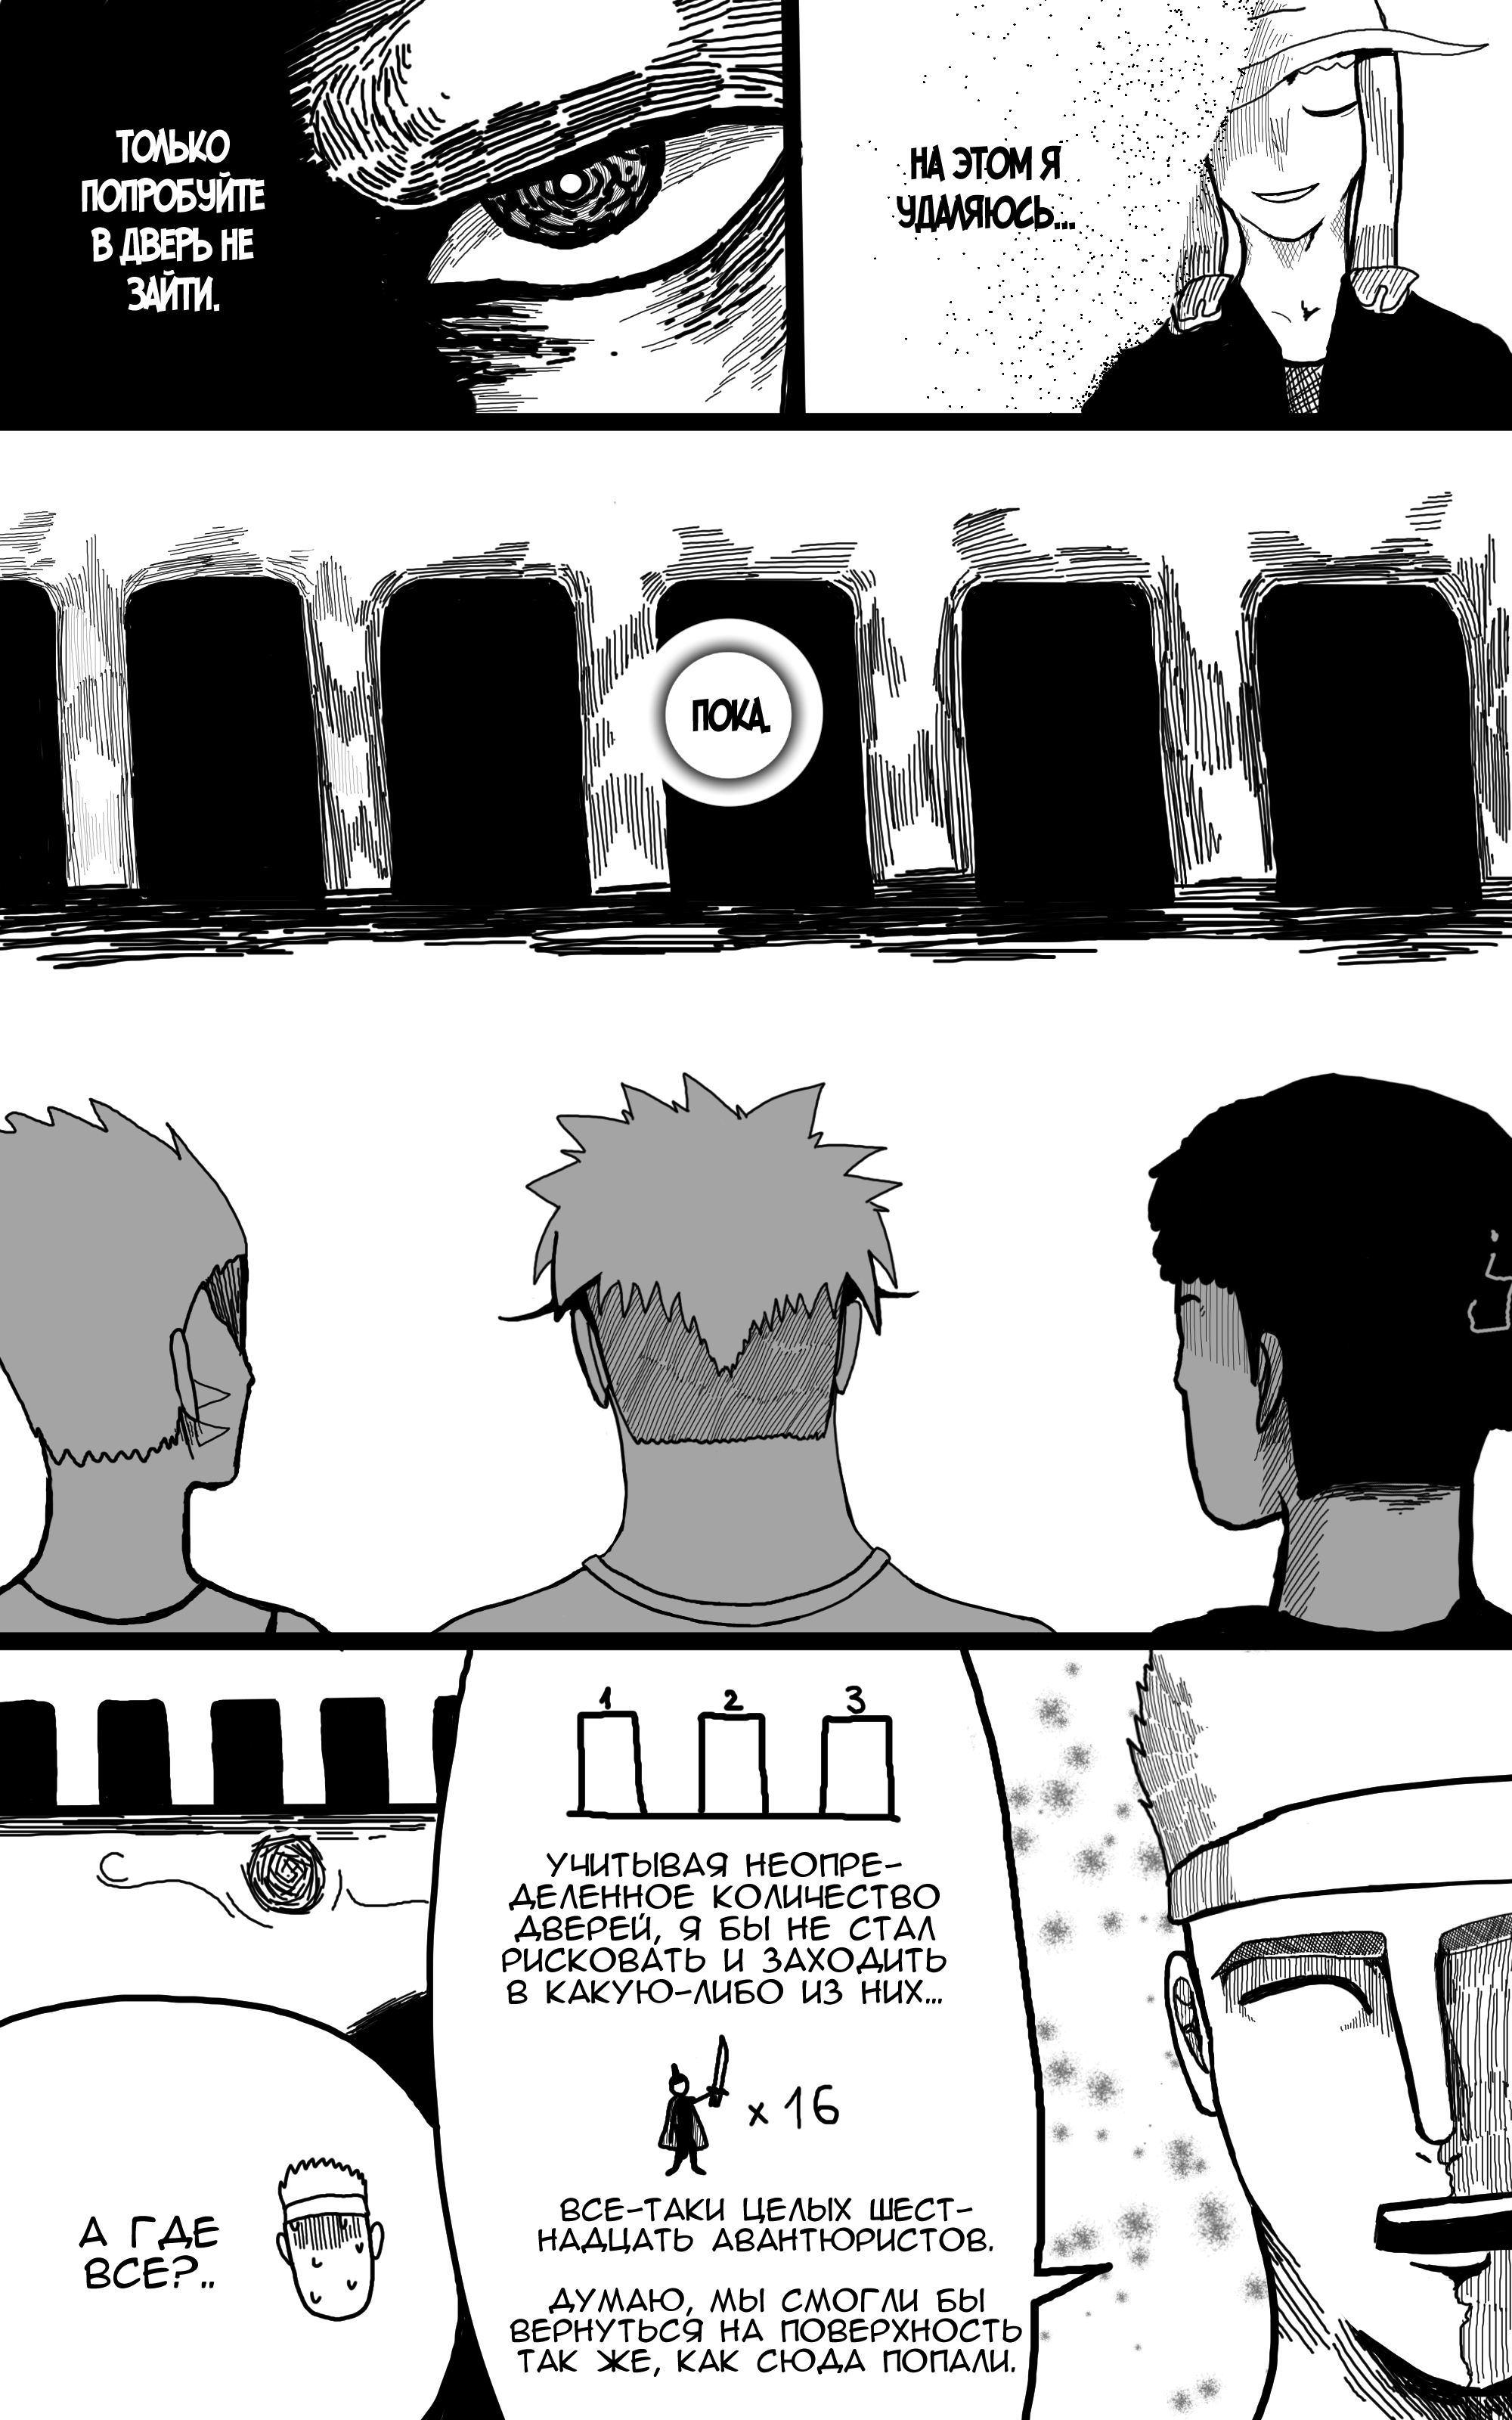 ТОЛЬКО
ПОПРОБУЙТЕ
В ДВЕРЬ НЕ
ЗАЙТИ.
НА ЭТОМ Я
УДАЛЯЮСЬ...
ПОКА.
1 2 3
УЧИТЫВАЯ НЕОПРЕ-
ДЕЛЕННОЕ КОЛИЧЕСТВО
ДВЕРЕЙ, Я БЫ НЕ СТАЛ
РИСКОВАТЬ И ЗАХОДИТЬ
В КАКУЮ-ЛИБО ИЗ НИХ...
x 16
ВСЕ-ТАКИ ЦЕЛЫХ ШЕСТ-
НАДЦАТЬ АВАНТЮРИСТОВ.
ДУМАЮ, МЫ СМОГЛИ БЫ
ВЕРНУТЬСЯ НА ПОВЕРХНОСТЬ
ТАК ЖЕ, КАК СЮДА ПОПАЛИ.
А ГДЕ
ВСЕ?..